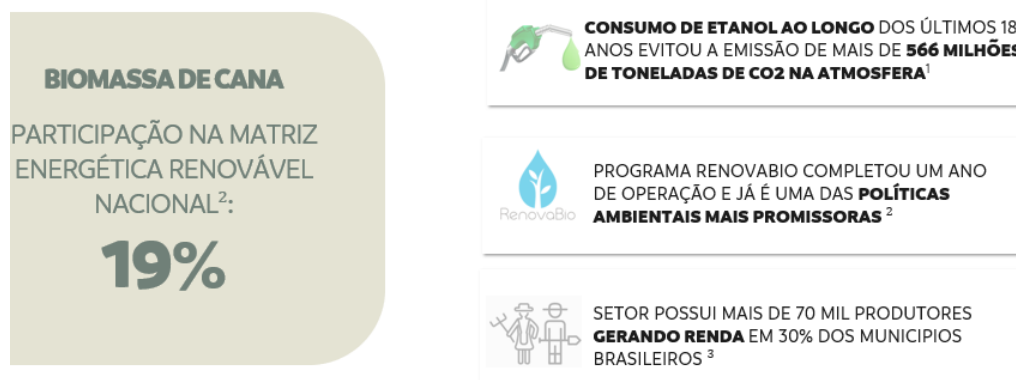 BIOMASSA DE CANA
PARTICIPAÇÃO NA MATRIZ
ENERGÉTICA RENOVÁVEL
NACIONAL²:
19%
CONSUMO DE ETANOL AO LONGO DOS ÚLTIMOS 18
ANOS EVITOU A EMISSÃO DE MAIS DE 566 MILHÕES
DE TONELADAS DE CO2 NA ATMOSFERA¹
RenovaBio
PROGRAMA RENOVABIO COMPLETOU UM ANO
DE OPERAÇÃO E JÁ É UMA DAS POLÍTICAS
AMBIENTAIS MAIS PROMISSORAS ²
SETOR POSSUI MAIS DE 70 MIL PRODUTORES
GERANDO RENDA EM 30% DOS MUNICIPIOS
BRASILEIROS ³